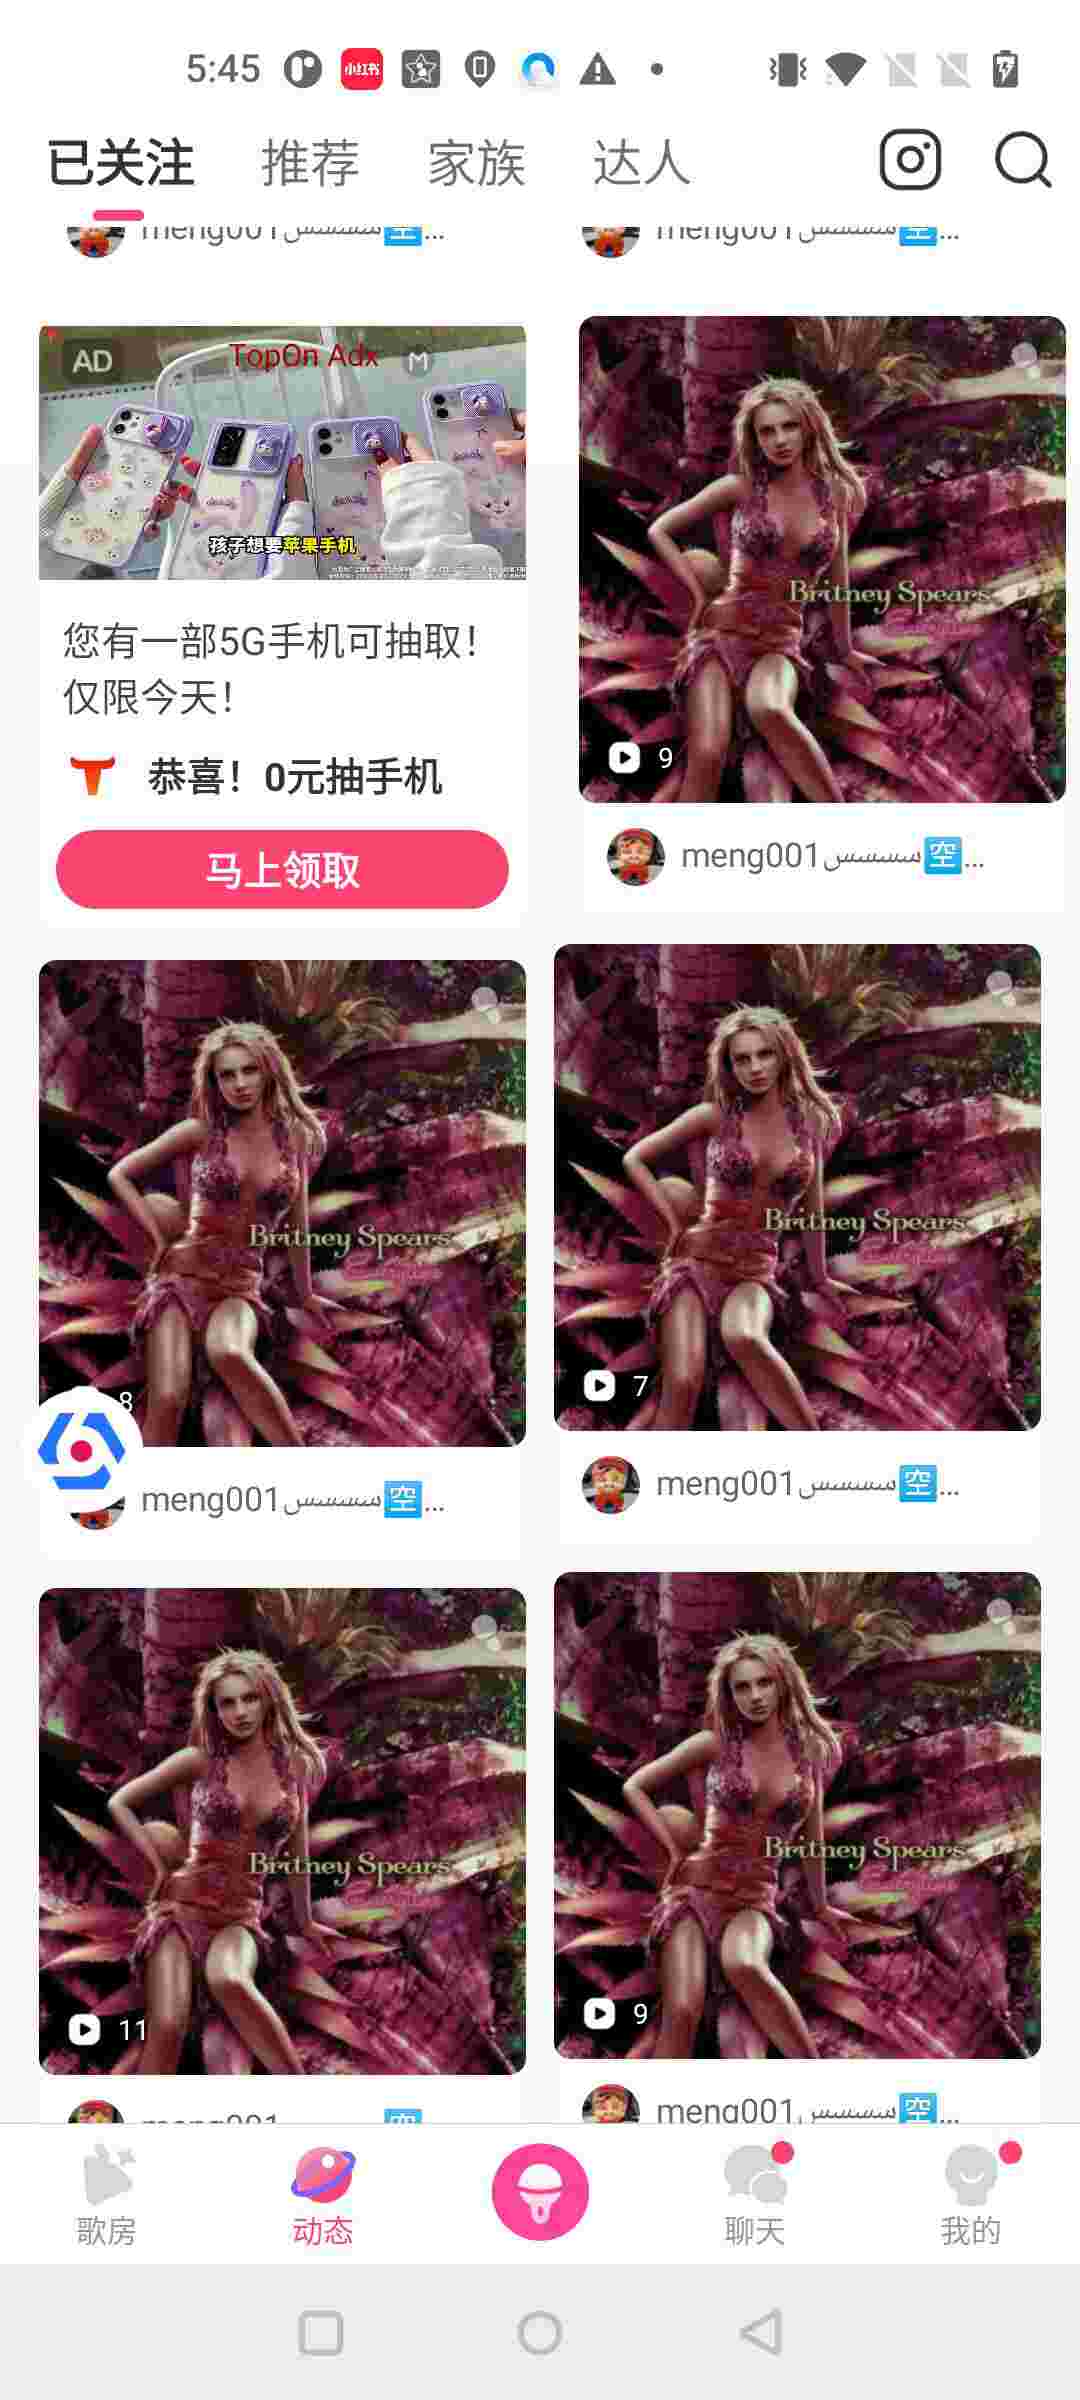 5:45 小红书
已关注 推荐 家族 达人
meng001سسسس空...
meng001سسسس空...
AD TopOn Adx M
孩子想要苹果手机
您有一部5G手机可抽取！
仅限今天！
恭喜！0元抽手机
马上领取
Britney Spears
9
meng001سسسس空...
Britney Spears
8
meng001سسسس空...
Britney Spears
7
meng001سسسس空...
Britney Spears
11
meng001 空
Britney Spears
9
meng001سسسس空...
歌房 动态 聊天 我的